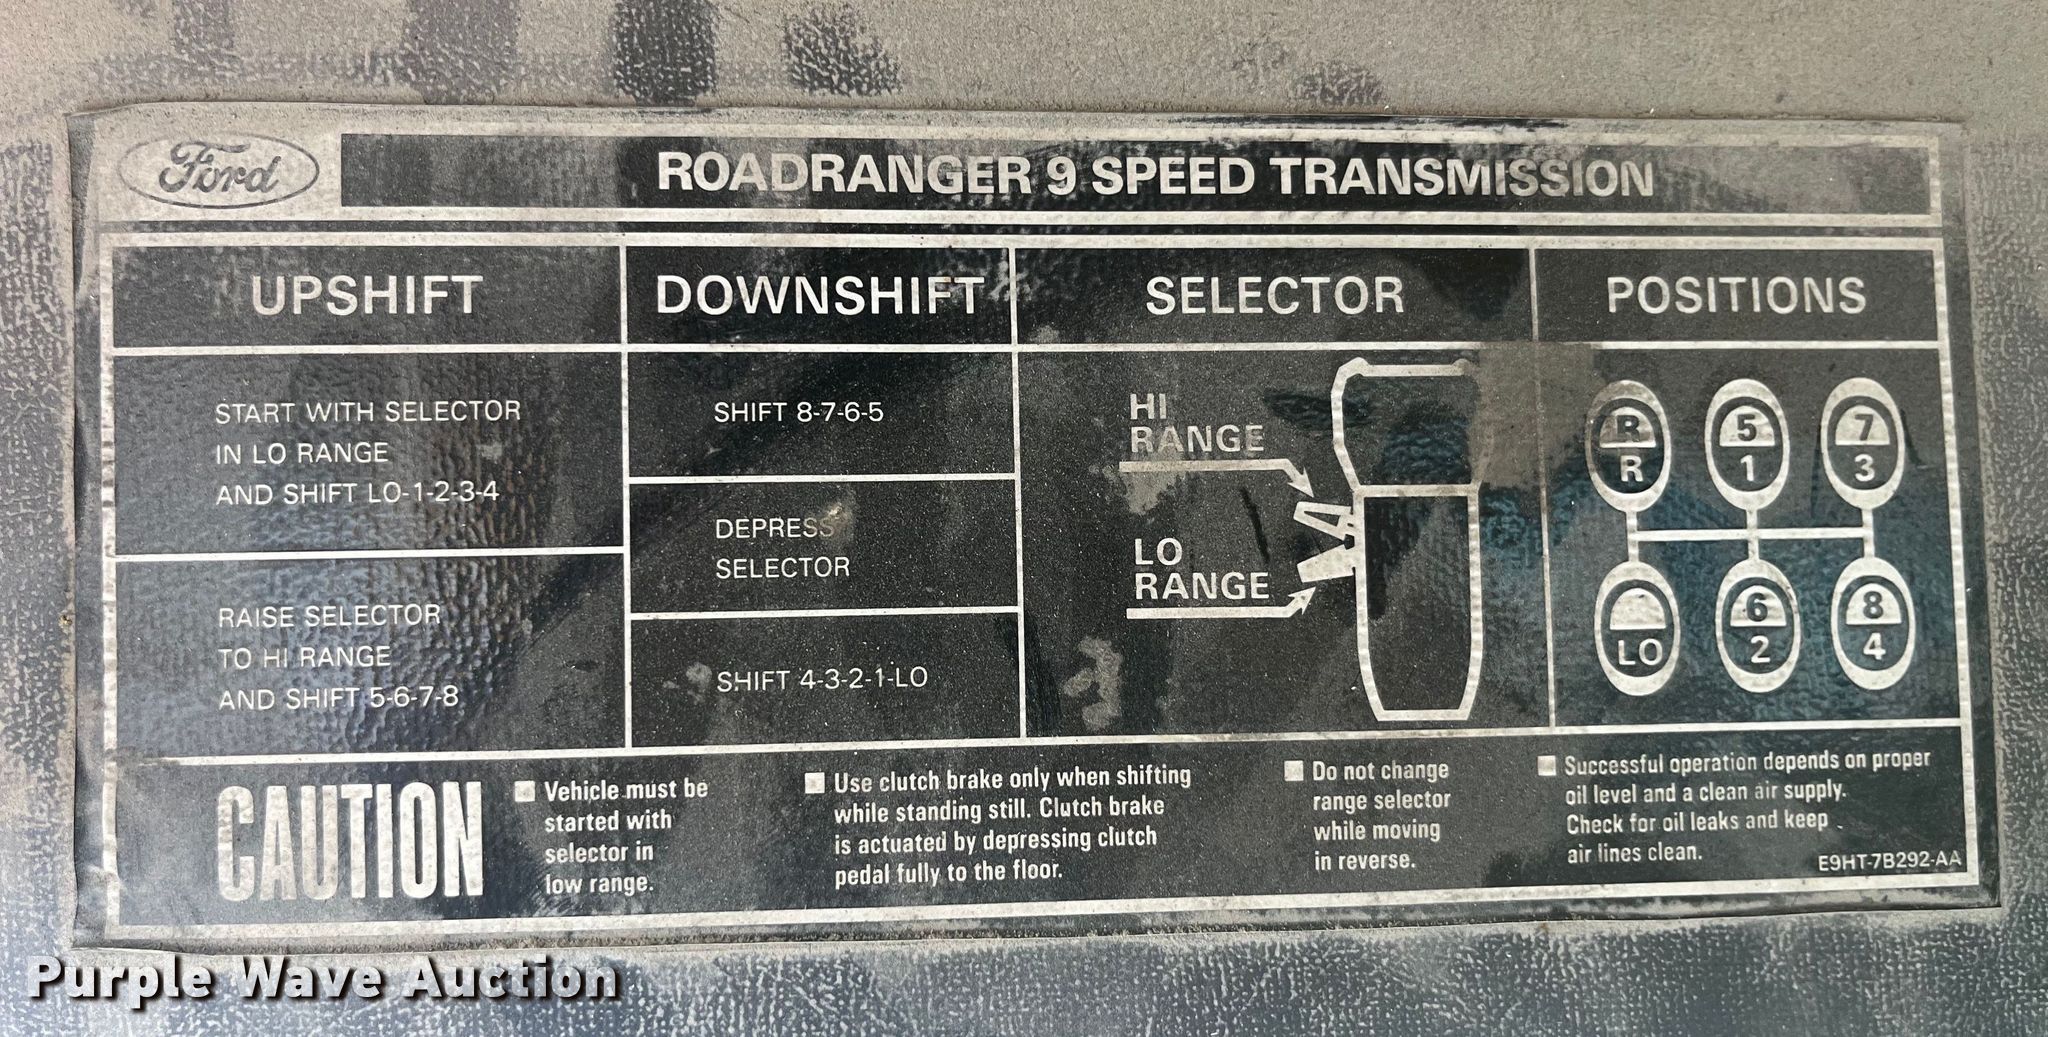 Ford
ROADRANGER 9 SPEED TRANSMISSION
UPSHIFT
DOWNSHIFT
SELECTOR
POSITIONS
START WITH SELECTOR
IN LO RANGE
AND SHIFT LO-1-2-3-4
RAISE SELECTOR
TO HI RANGE
AND SHIFT 5-6-7-8
SHIFT 8-7-6-5
DEPRESS
SELECTOR
SHIFT 4-3-2-1-LO
HI
RANGE
LO
RANGE
R 5 7
R 1 3
6 8
LO 2 4
CAUTION
Vehicle must be
started with
selector in
low range.
Use clutch brake only when shifting
while standing still. Clutch brake
is actuated by depressing clutch
pedal fully to the floor.
Do not change
range selector
while moving
in reverse.
Successful operation depends on proper
oil level and a clean air supply.
Check for oil leaks and keep
air lines clean.
E9HT-7B292-AA
Purple Wave Auction